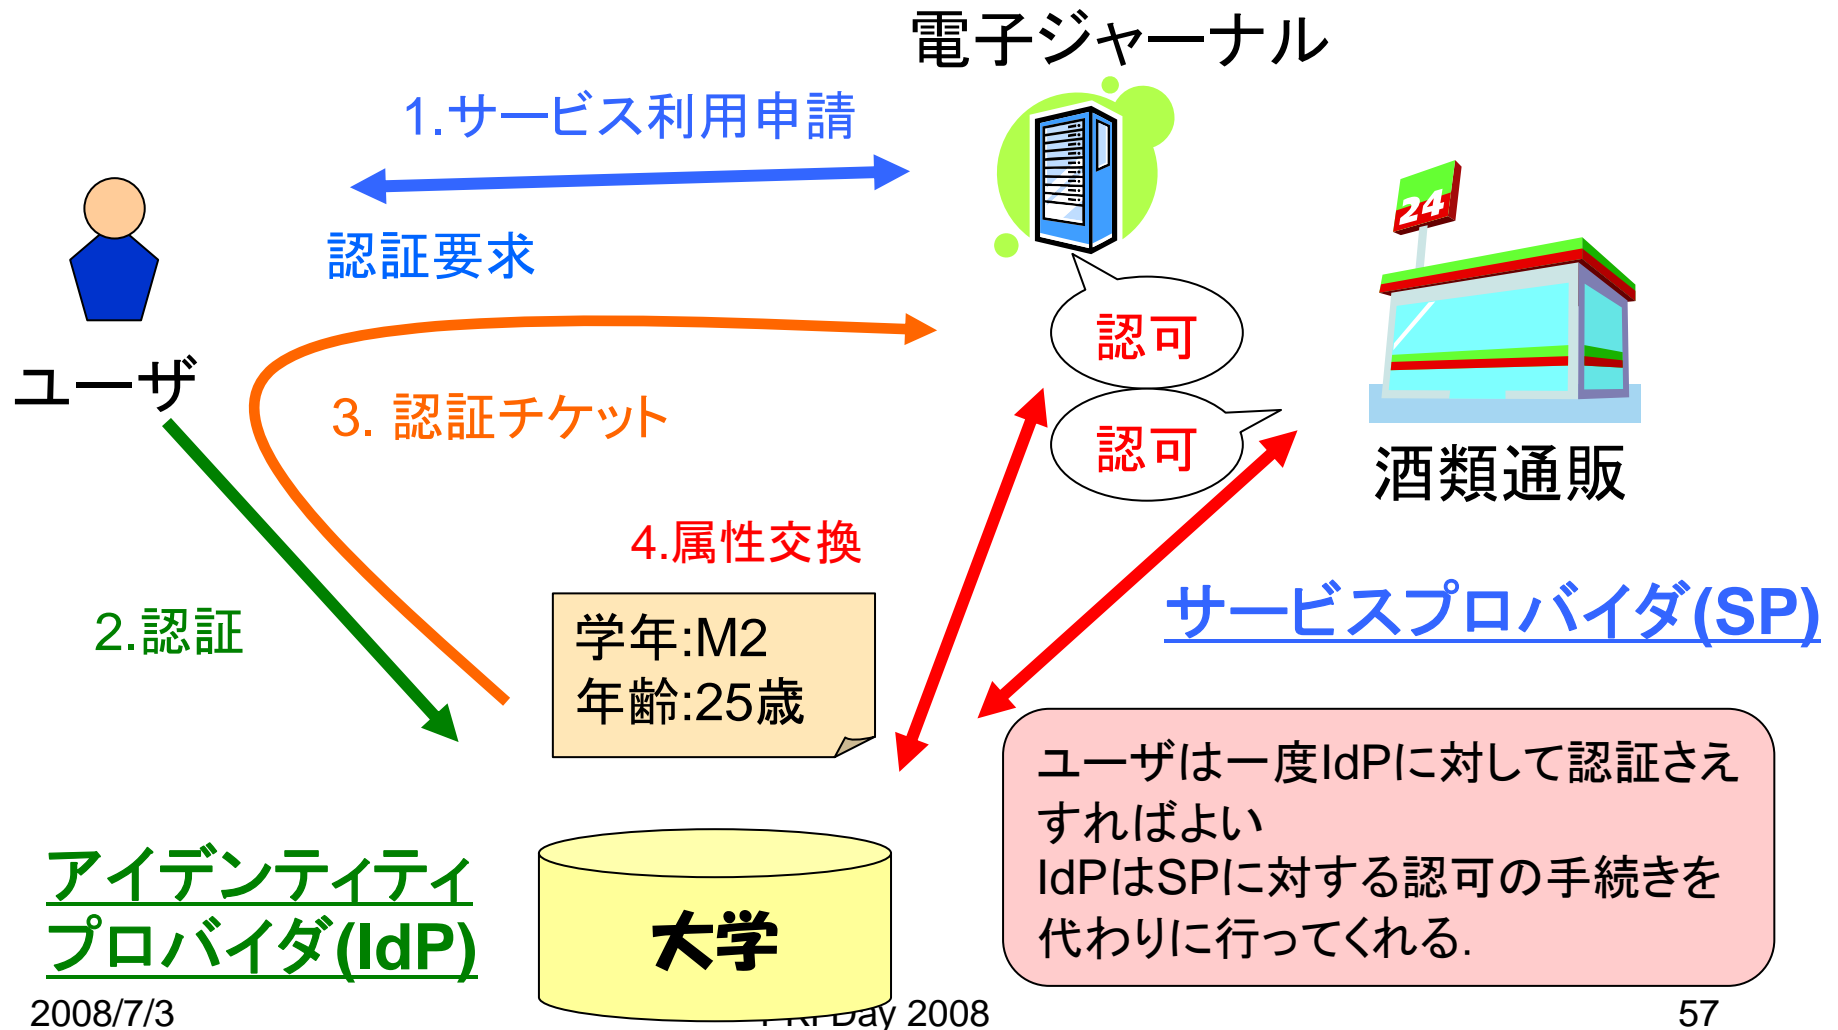 電子ジャーナル
1.サービス利用申請
24
認証要求
認可
ユーザ
3. 認証チケット
認可
酒類通販
4.属性交換
サービスプロバイダ(SP)
2.認証
学年:M2
年齢:25歳
ユーザは一度IdPに対して認証さえ
すればよい
IdPはSPに対する認可の手続きを
代わりに行ってくれる.
アイデンティティ
プロバイダ(IdP)
大学
2008/7/3
Day 2008
57